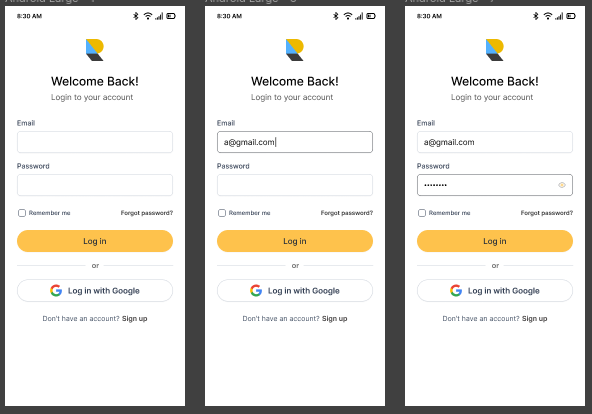 8:30 AM
Welcome Back!
Login to your account
Email
Password
Remember me
Forgot password?
Log in
or
Log in with Google
Don't have an account? Sign up
8:30 AM
Welcome Back!
Login to your account
Email
a@gmail.com
Password
Remember me
Forgot password?
Log in
or
Log in with Google
Don't have an account? Sign up
8:30 AM
Welcome Back!
Login to your account
Email
a@gmail.com
Password
••••••••
Remember me
Forgot password?
Log in
or
Log in with Google
Don't have an account? Sign up